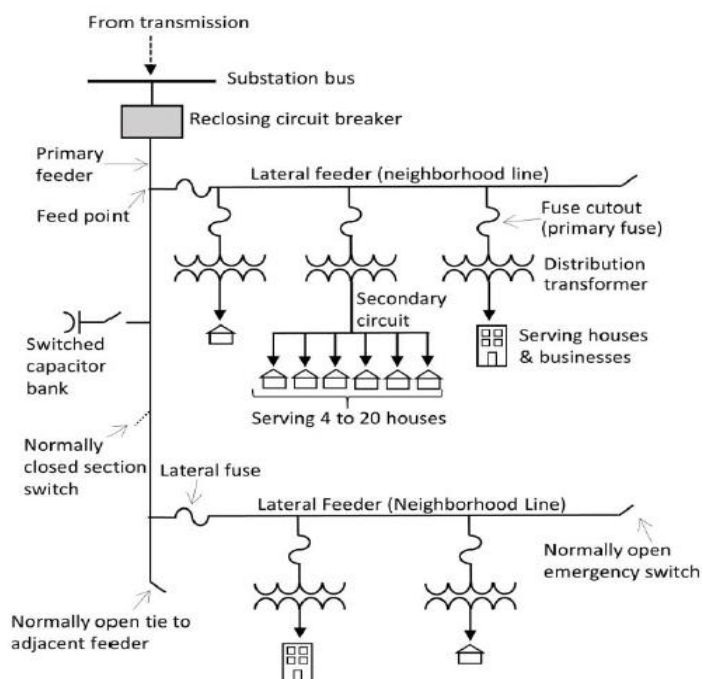 From transmission
Substation bus
Reclosing circuit breaker
Primary
feeder
Lateral feeder (neighborhood line)
Feed point
Fuse cutout
(primary fuse)
Distribution
transformer
Secondary
circuit
Switched
capacitor
bank
Serving houses
& businesses
Serving 4 to 20 houses
Normally
closed section
switch
Lateral fuse
Lateral Feeder (Neighborhood Line)
Normally open
emergency switch
Normally open tie to
adjacent feeder